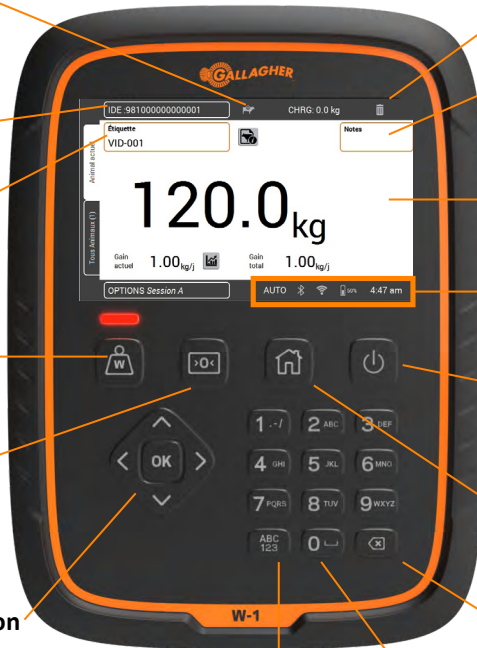 GALLAGHER
IDE :981000000000001
CHRG: 0.0 kg
Étiquette
VID-001
Notes
Animal actuel
Tous Animaux (1)
120.0kg
Gain actuel 1.00kg/j
Gain total 1.00kg/j
OPTIONS Session A
AUTO 50% 4:47 am
W >0<
1 .-/ 2 ABC 3 DEF
OK
4 GHI 5 JKL 6 MNO
7 PQRS 8 TUV 9 WXYZ
ABC 123 0
W-1
on